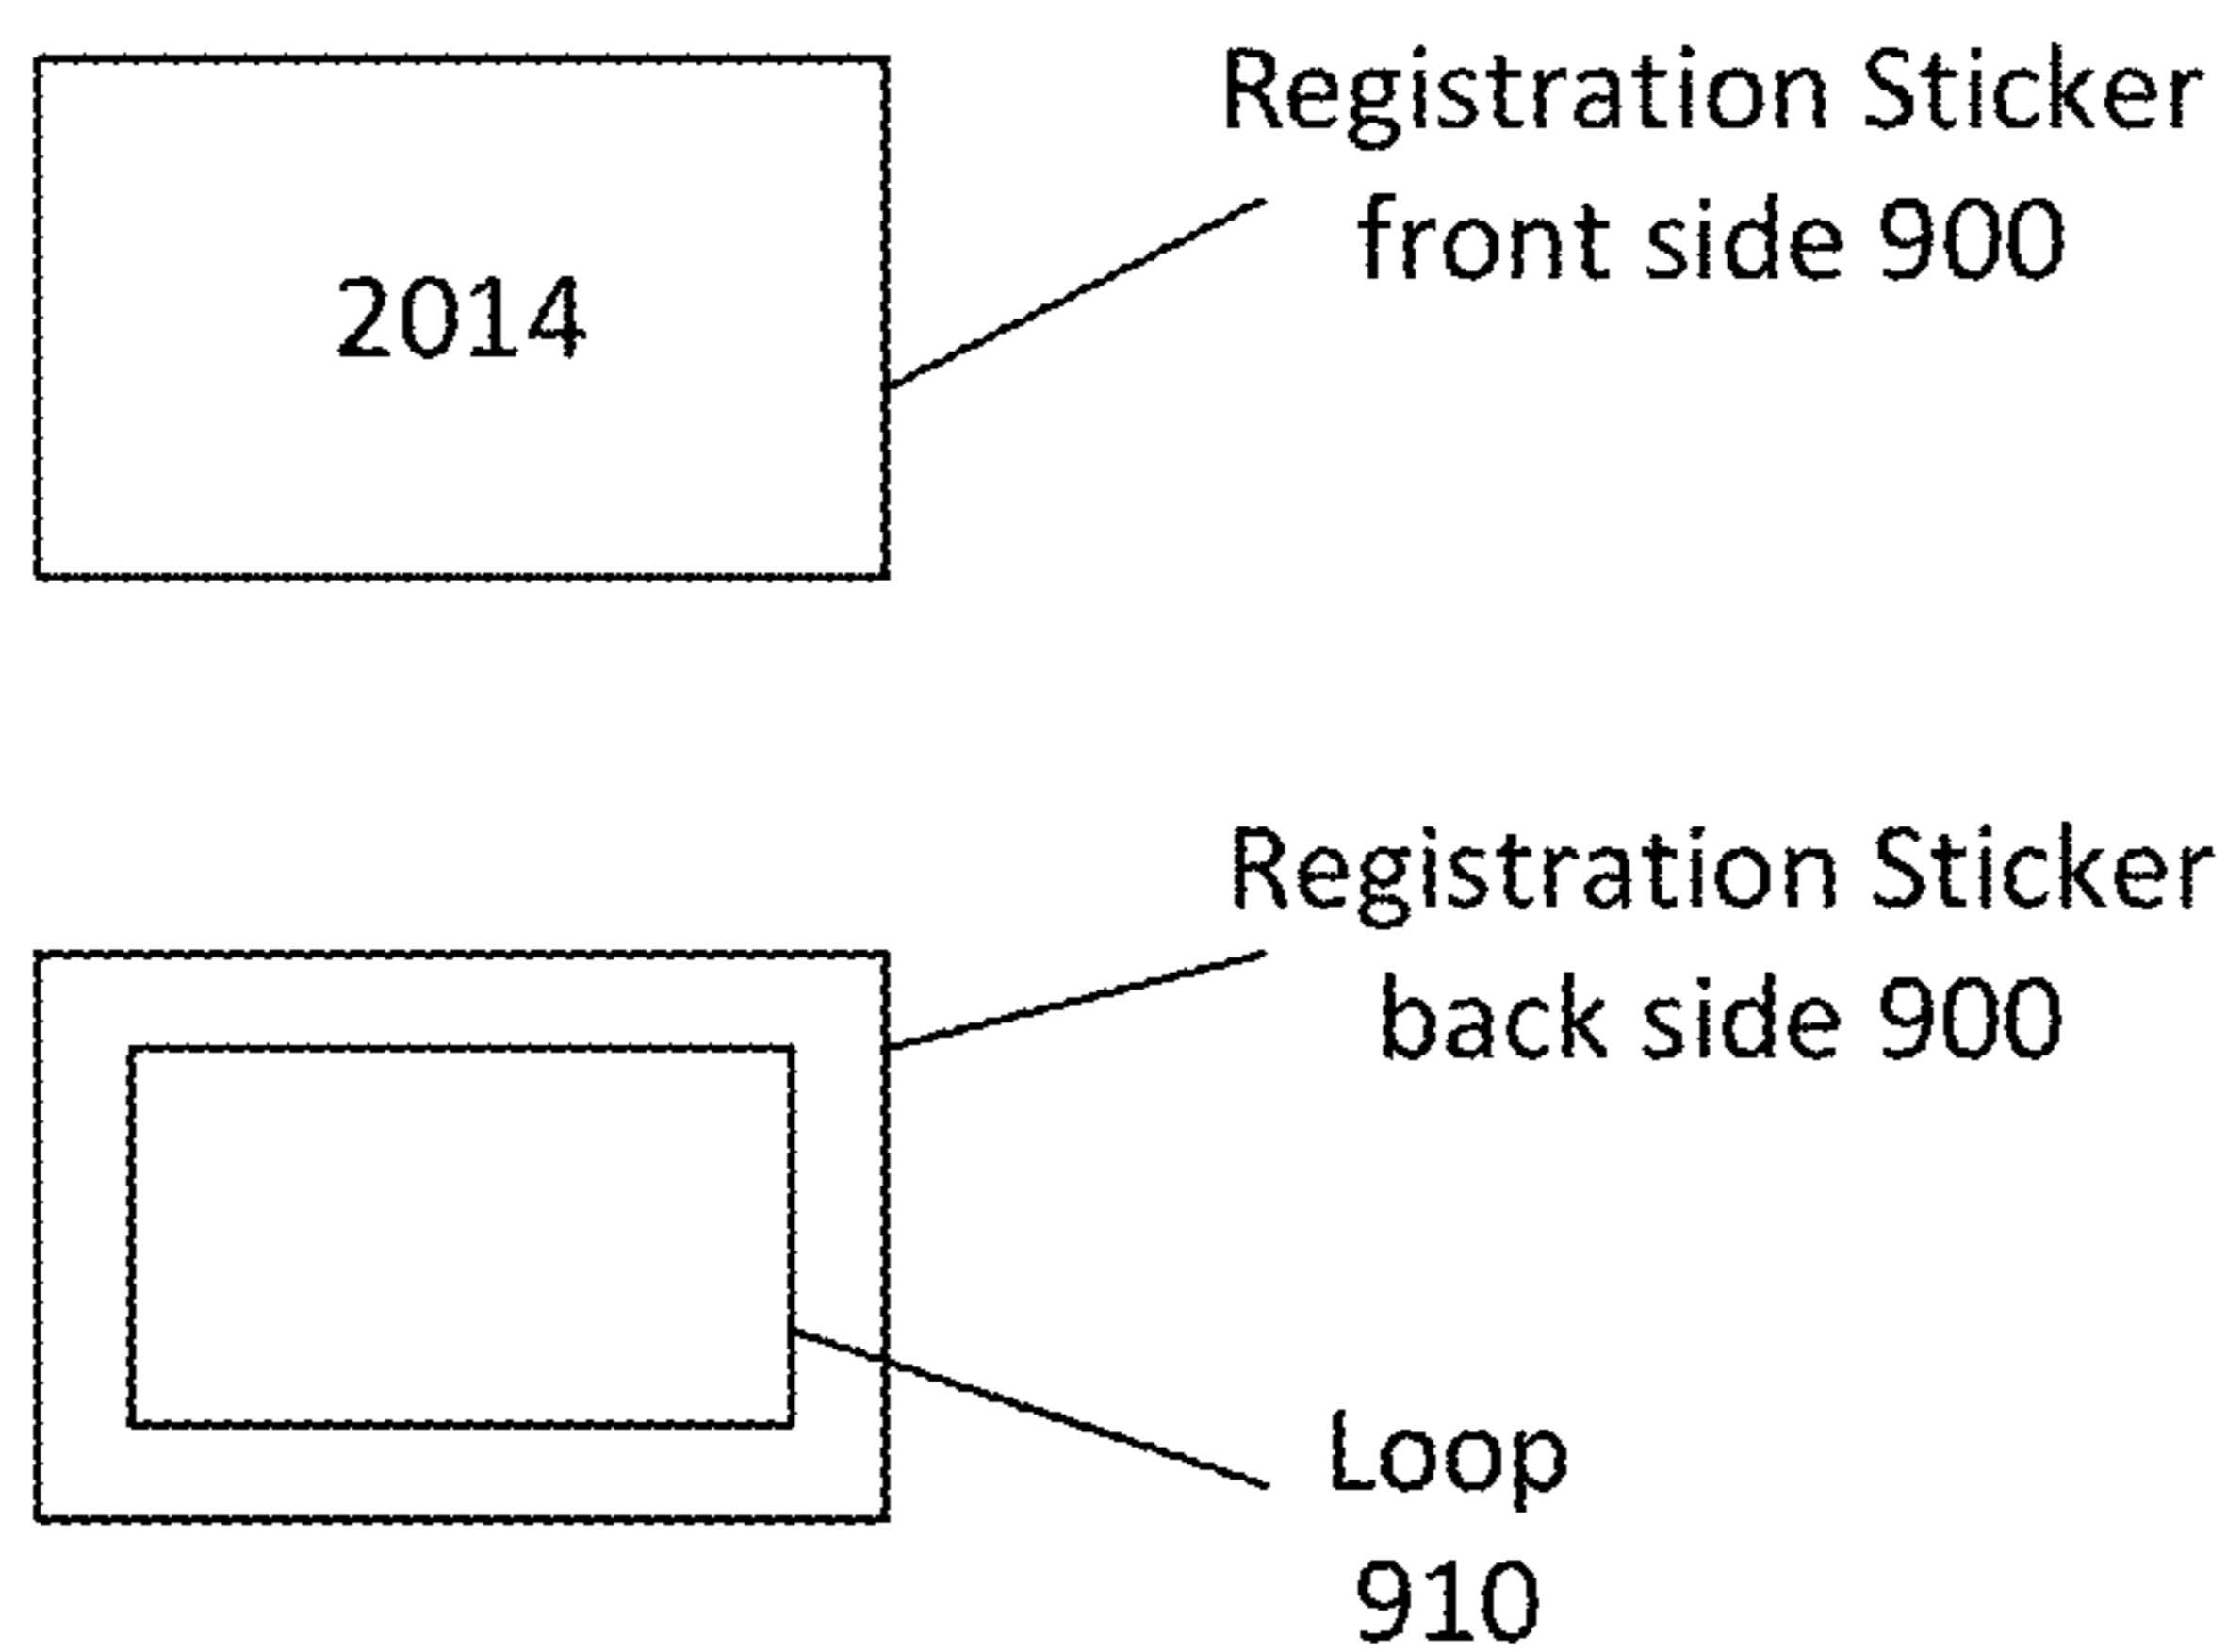 Registration Sticker
front side 900
2014
Registration Sticker
back side 900
Loop
910